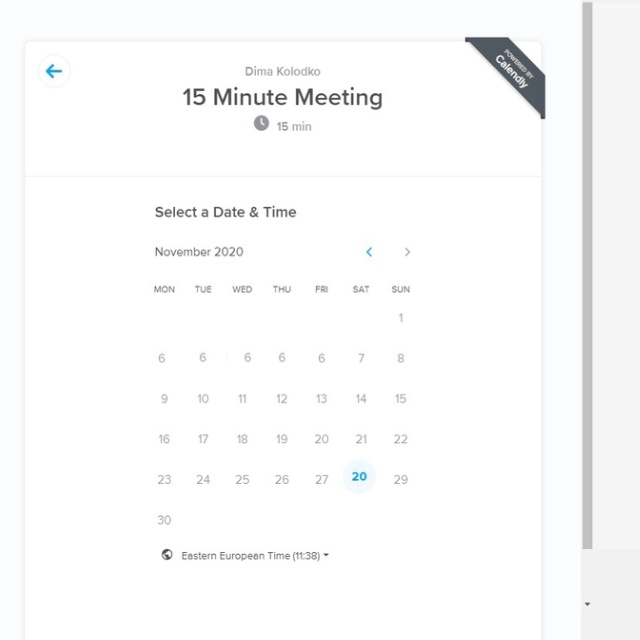 POWERED BY
Calendly
Dima Kolodko
15 Minute Meeting
15 min
Select a Date & Time
November 2020
MON TUE WED THU FRI SAT SUN
1
6 6 6 6 6 7 8
9 10 11 12 13 14 15
16 17 18 19 20 21 22
23 24 25 26 27 20 29
30
Eastern European Time (11:38)